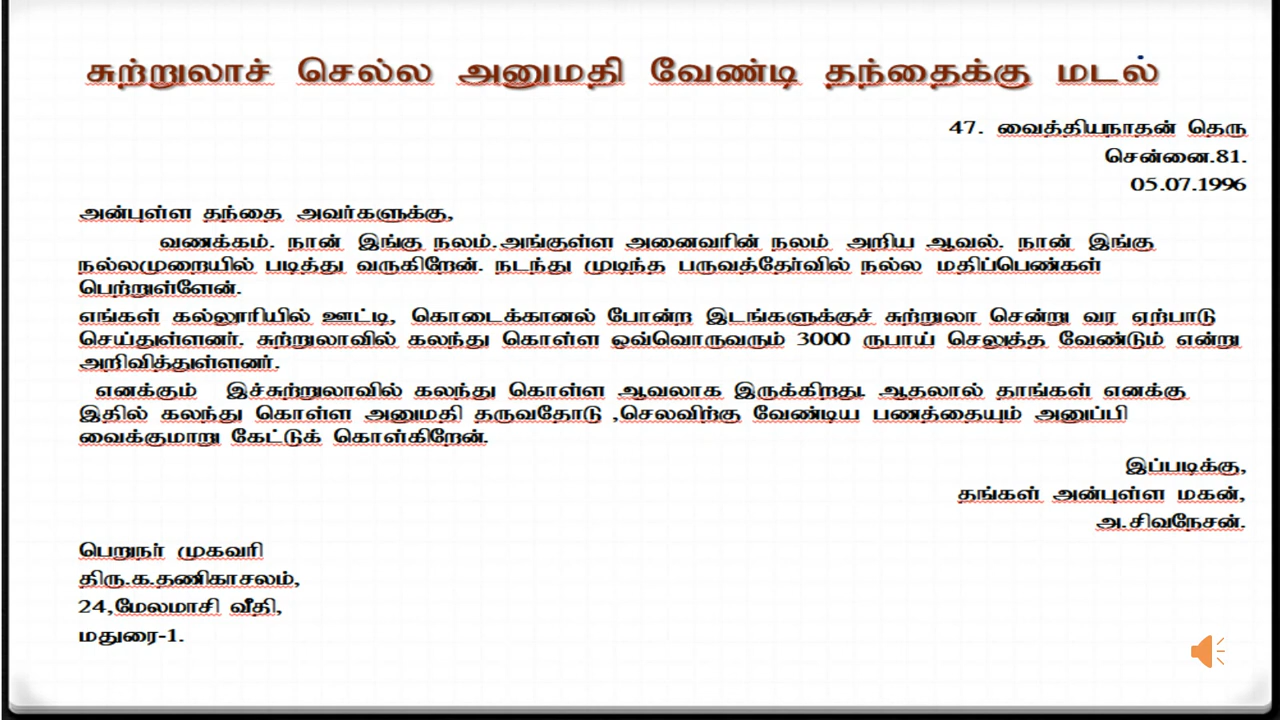 சுற்றுலாச் செல்ல அனுமதி வேண்டி தந்தைக்கு மடல்
47. வைத்தியநாதன் தெரு
சென்னை.81.
05.07.1996
அன்புள்ள தந்தை அவர்களுக்கு,
வணக்கம். நான் இங்கு நலம்.அங்குள்ள அனைவரின் நலம் அறிய ஆவல். நான் இங்கு
நல்லமுறையில் படித்து வருகிறேன். நடந்து முடிந்த பருவத்தேர்வில் நல்ல மதிப்பெண்கள்
பெற்றுள்ளேன்.
எங்கள் கல்லூரியில் ஊட்டி, கொடைக்கானல் போன்ற இடங்களுக்குச் சுற்றுலா சென்று வர ஏற்பாடு
செய்துள்ளனர். சுற்றுலாவில் கலந்து கொள்ள ஒவ்வொருவரும் 3000 ருபாய் செலுத்த வேண்டும் என்று
அறிவித்துள்ளனர்.
எனக்கும் இச்சுற்றுலாவில் கலந்து கொள்ள ஆவலாக இருக்கிறது. ஆதலால் தாங்கள் எனக்கு
இதில் கலந்து கொள்ள அனுமதி தருவதோடு ,செலவிற்கு வேண்டிய பணத்தையும் அனுப்பி
வைக்குமாறு கேட்டுக் கொள்கிறேன்.
இப்படிக்கு,
தங்கள் அன்புள்ள மகன்,
அ.சிவநேசன்.
பெறுநர் முகவரி
திரு.க.தணிகாசலம்,
24,மேலமாசி வீதி,
மதுரை-1.